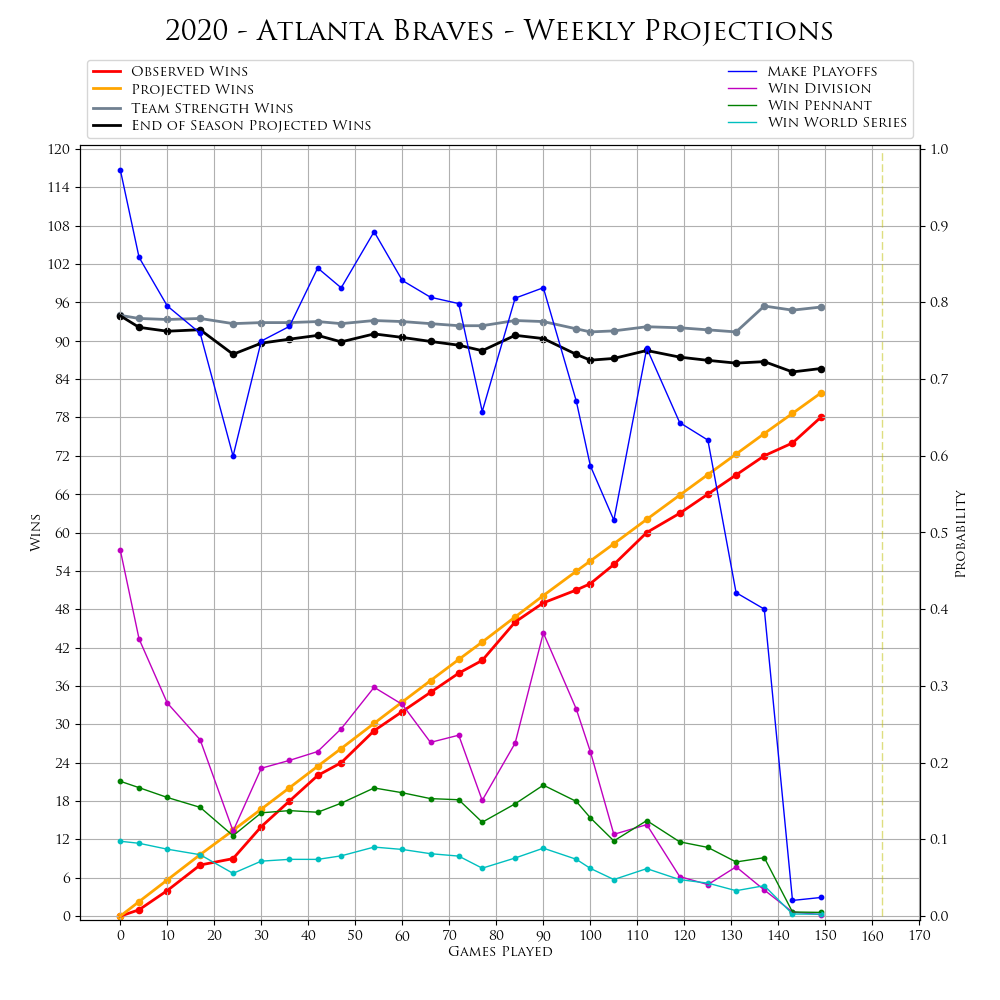 2020 - Atlanta Braves - Weekly Projections
Observed Wins
Projected Wins
Team Strength Wins
End of Season Projected Wins
Make Playoffs
Win Division
Win Pennant
Win World Series
120
114
108
102
96
90
84
78
72
66
60
54
48
42
36
30
24
18
12
6
0
Wins
1.0
0.9
0.8
0.7
0.6
0.5
0.4
0.3
0.2
0.1
0.0
Probability
0 10 20 30 40 50 60 70 80 90 100 110 120 130 140 150 160 170
Games Played